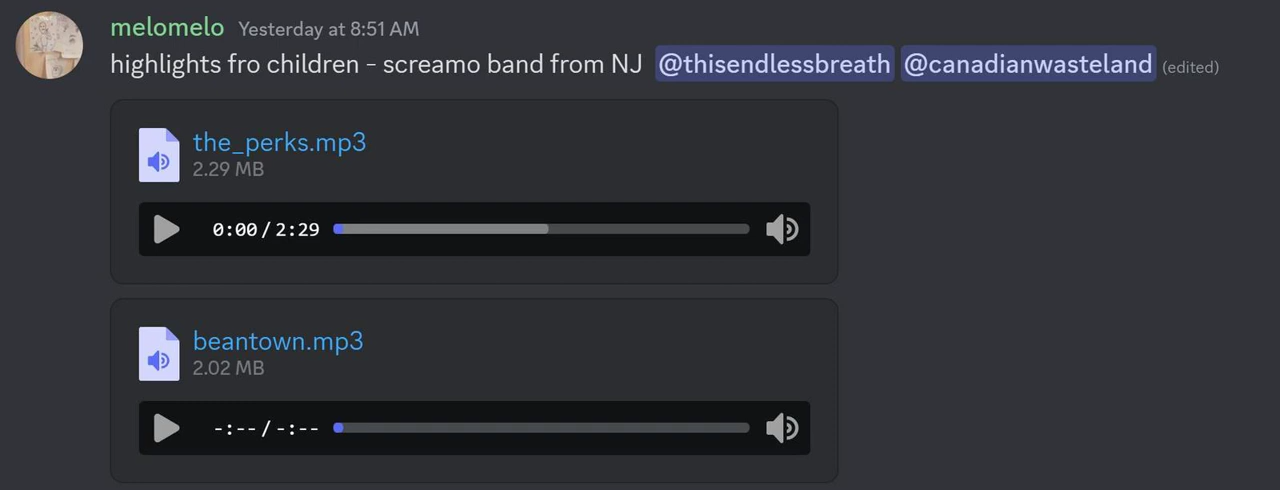 melomelo Yesterday at 8:51 AM
highlights fro children - screamo band from NJ @thisendlessbreath @canadianwasteland (edited)
the_perks.mp3
2.29 MB
0:00 / 2:29
beantown.mp3
2.02 MB
-:-- / -:--